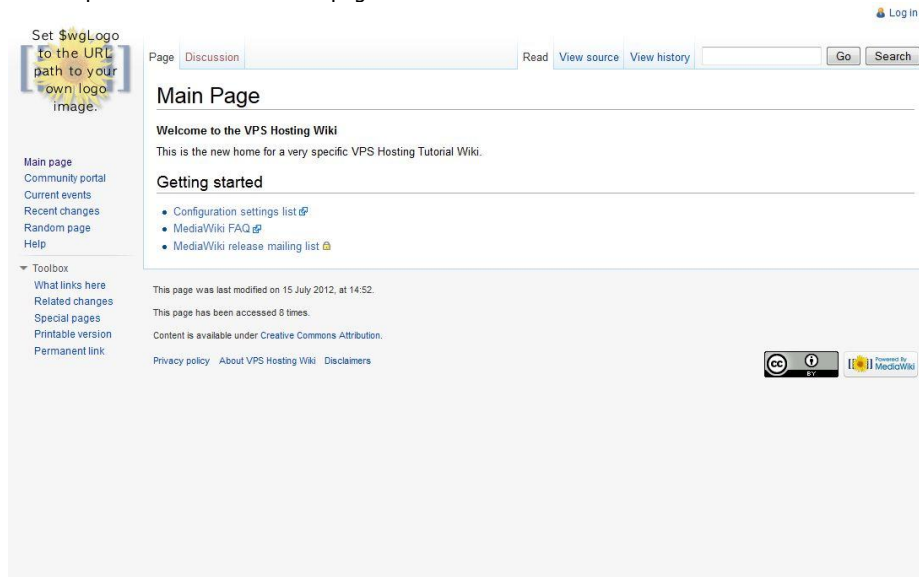 Log in
Set $wgLogo
to the URL
path to your
own logo
image.
Page Discussion Read View source View history Go Search
Main Page
Welcome to the VPS Hosting Wiki
This is the new home for a very specific VPS Hosting Tutorial Wiki.
Getting started
Configuration settings list
MediaWiki FAQ
MediaWiki release mailing list
Main page
Community portal
Current events
Recent changes
Random page
Help
Toolbox
What links here
Related changes
Special pages
Printable version
Permanent link
This page was last modified on 15 July 2012, at 14:52.
This page has been accessed 8 times.
Content is available under Creative Commons Attribution.
Privacy policy About VPS Hosting Wiki Disclaimers
cc BY
Powered By
MediaWiki